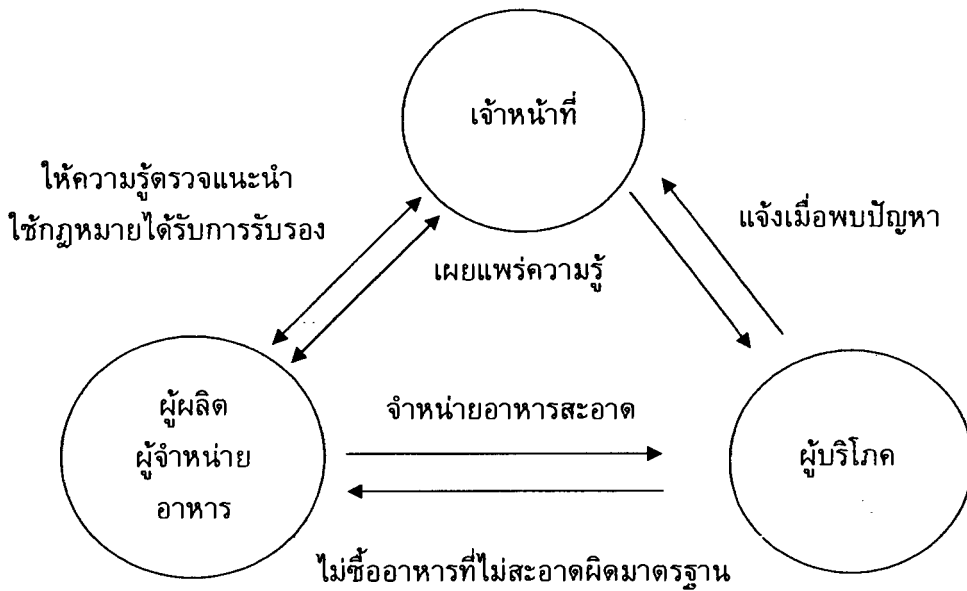 เจ้าหน้าที่
ให้ความรู้ตรวจแนะนำ
ใช้กฎหมายได้รับการรับรอง
แจ้งเมื่อพบปัญหา
เผยแพร่ความรู้
ผู้ผลิต
ผู้จำหน่าย
อาหาร
จำหน่ายอาหารสะอาด
ผู้บริโภค
ไม่ซื้ออาหารที่ไม่สะอาดผิดมาตรฐาน